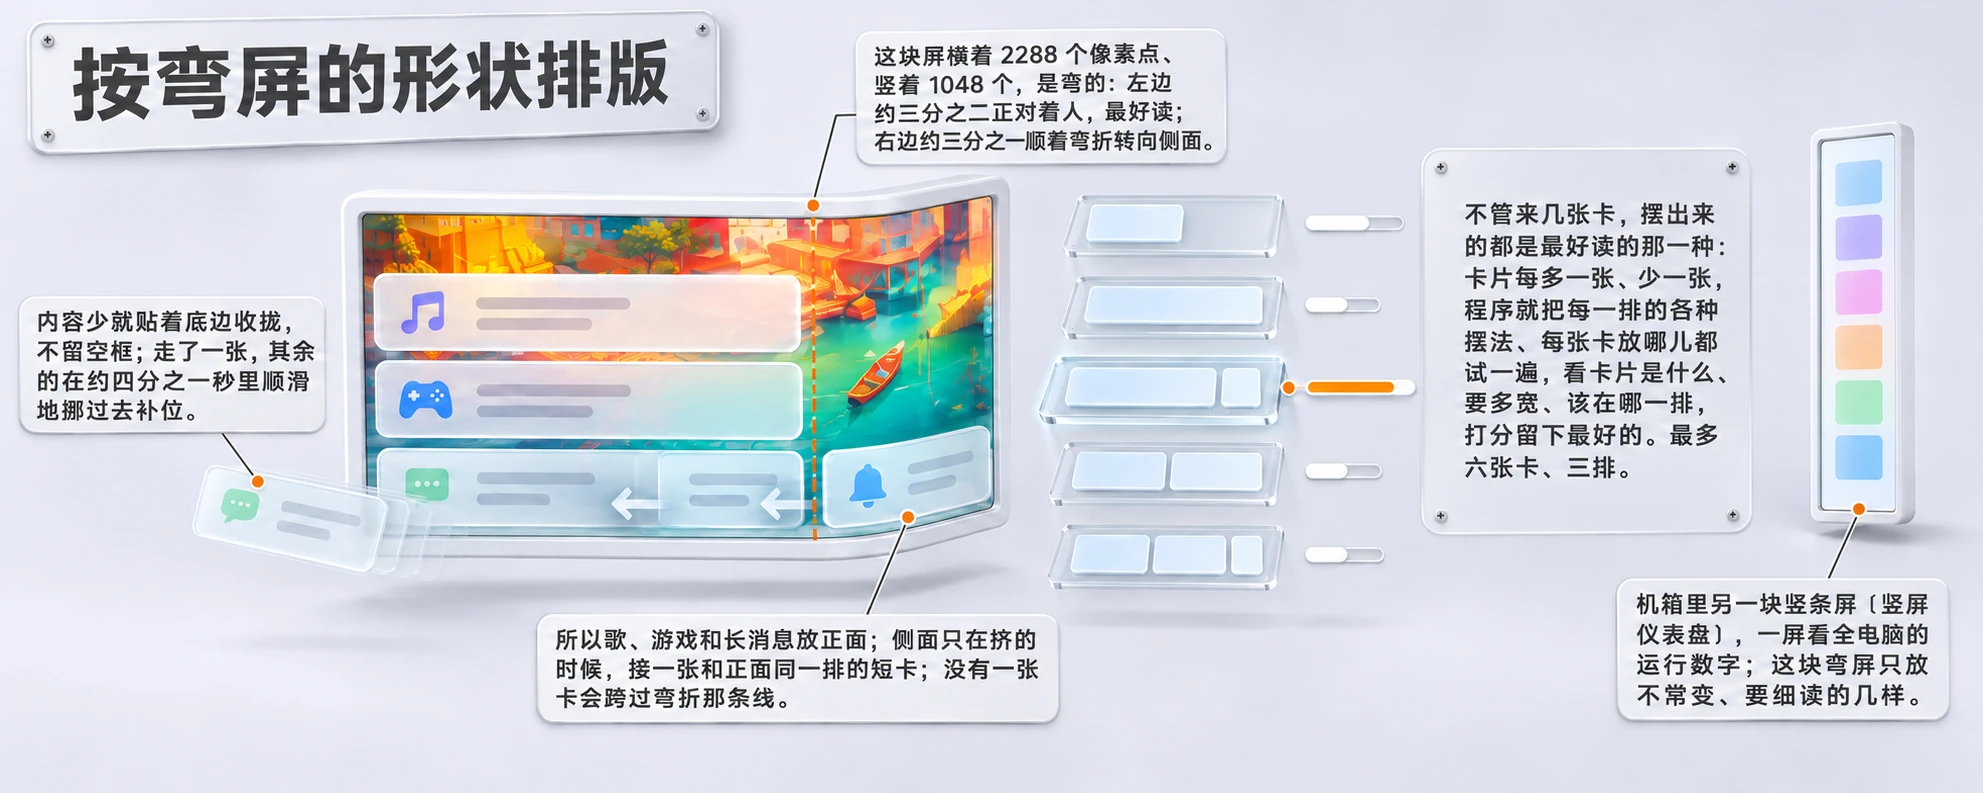 按弯屏的形状排版
这块屏横着 2288 个像素点、
竖着 1048 个，是弯的：左边
约三分之二正对着人，最好读；
右边约三分之一顺着弯折转向侧面。
内容少就贴着底边收拢，
不留空框；走了一张，其余
的在约四分之一秒里顺滑
地挪过去补位。
所以歌、游戏和长消息放正面；侧面只在挤的
时候，接一张和正面同一排的短卡；没有一张
卡会跨过弯折那条线。
不管来几张卡，摆出来
的都是最好读的那一种：
卡片每多一张、少一张，
程序就把每一排的各种
摆法、每张卡放哪儿都
试一遍，看卡片是什么、
要多宽、该在哪一排，
打分留下最好的。最多
六张卡、三排。
机箱里另一块竖条屏（竖屏
仪表盘），一屏看全电脑的
运行数字；这块弯屏只放
不常变、要细读的几样。